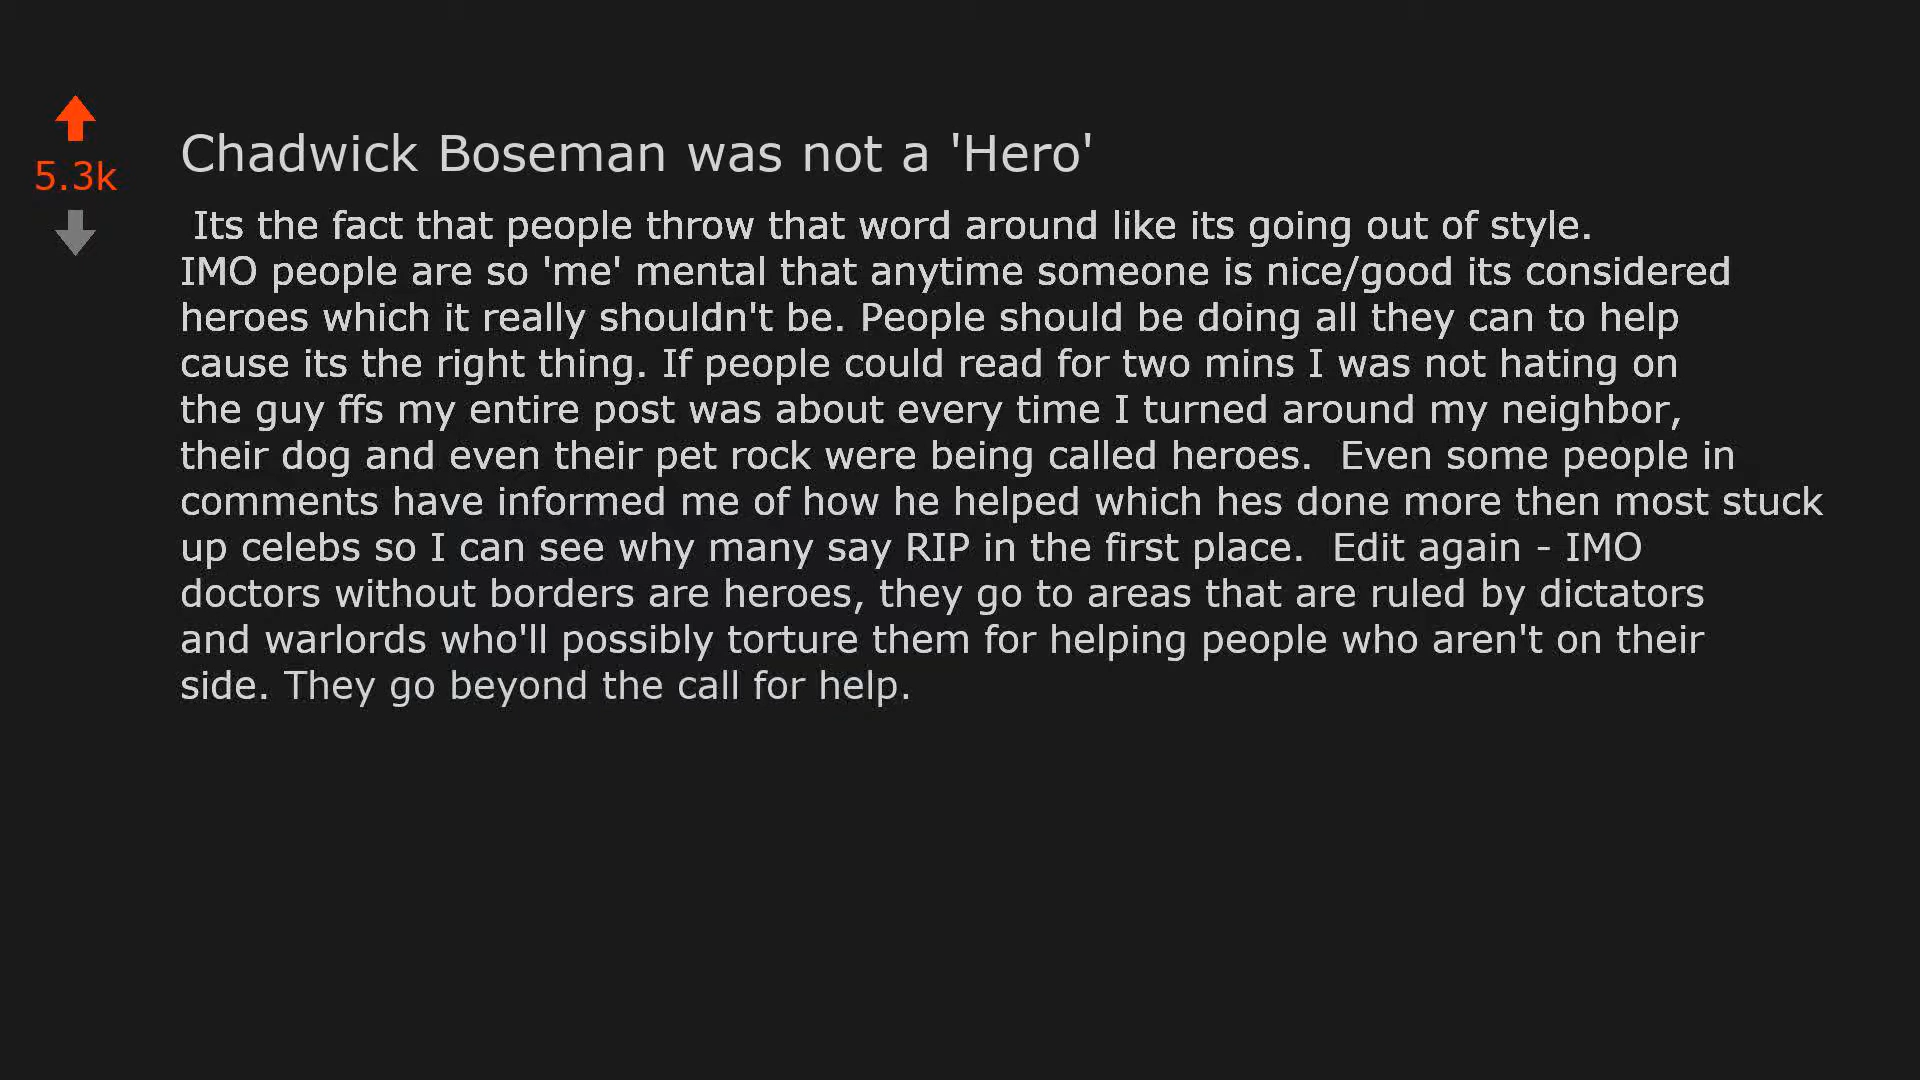 Chadwick Boseman was not a 'Hero'
5.3k
Its the fact that people throw that word around like its going out of style.
IMO people are so 'me' mental that anytime someone is nice/good its considered
heroes which it really shouldn't be. People should be doing all they can to help
cause its the right thing. If people could read for two mins I was not hating on
the guy ffs my entire post was about every time I turned around my neighbor,
their dog and even their pet rock were being called heroes.  Even some people in
comments have informed me of how he helped which hes done more then most stuck
up celebs so I can see why many say RIP in the first place.  Edit again - IMO
doctors without borders are heroes, they go to areas that are ruled by dictators
and warlords who'll possibly torture them for helping people who aren't on their
side. They go beyond the call for help.